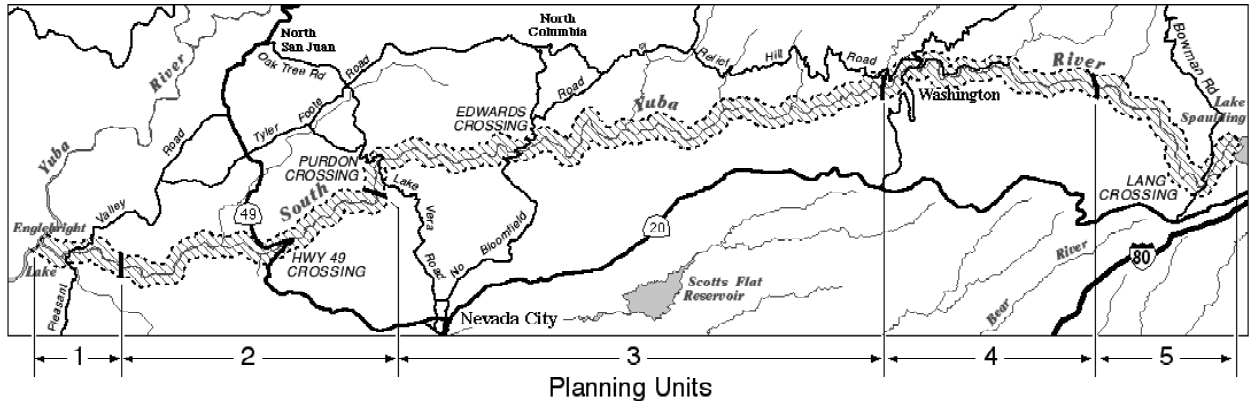 North
San Juan
Oak Tree Rd
Road
North
Columbia
Relief
Hill
Road
River
Bowman Rd
Lake
Spaulding
River
Yuba
Road
Tyler
Foote
EDWARDS
CROSSING
Road
Yuba
Washington
PURDON
CROSSING
South
Lake
Vera
Road
No
Bloomfield
LANG
CROSSING
49
20
80
Valley
Englebright
Lake
Pleasant
HWY 49
CROSSING
Scotts Flat
Reservoir
River
Bear
Nevada City
1
2
3
4
5
Planning Units